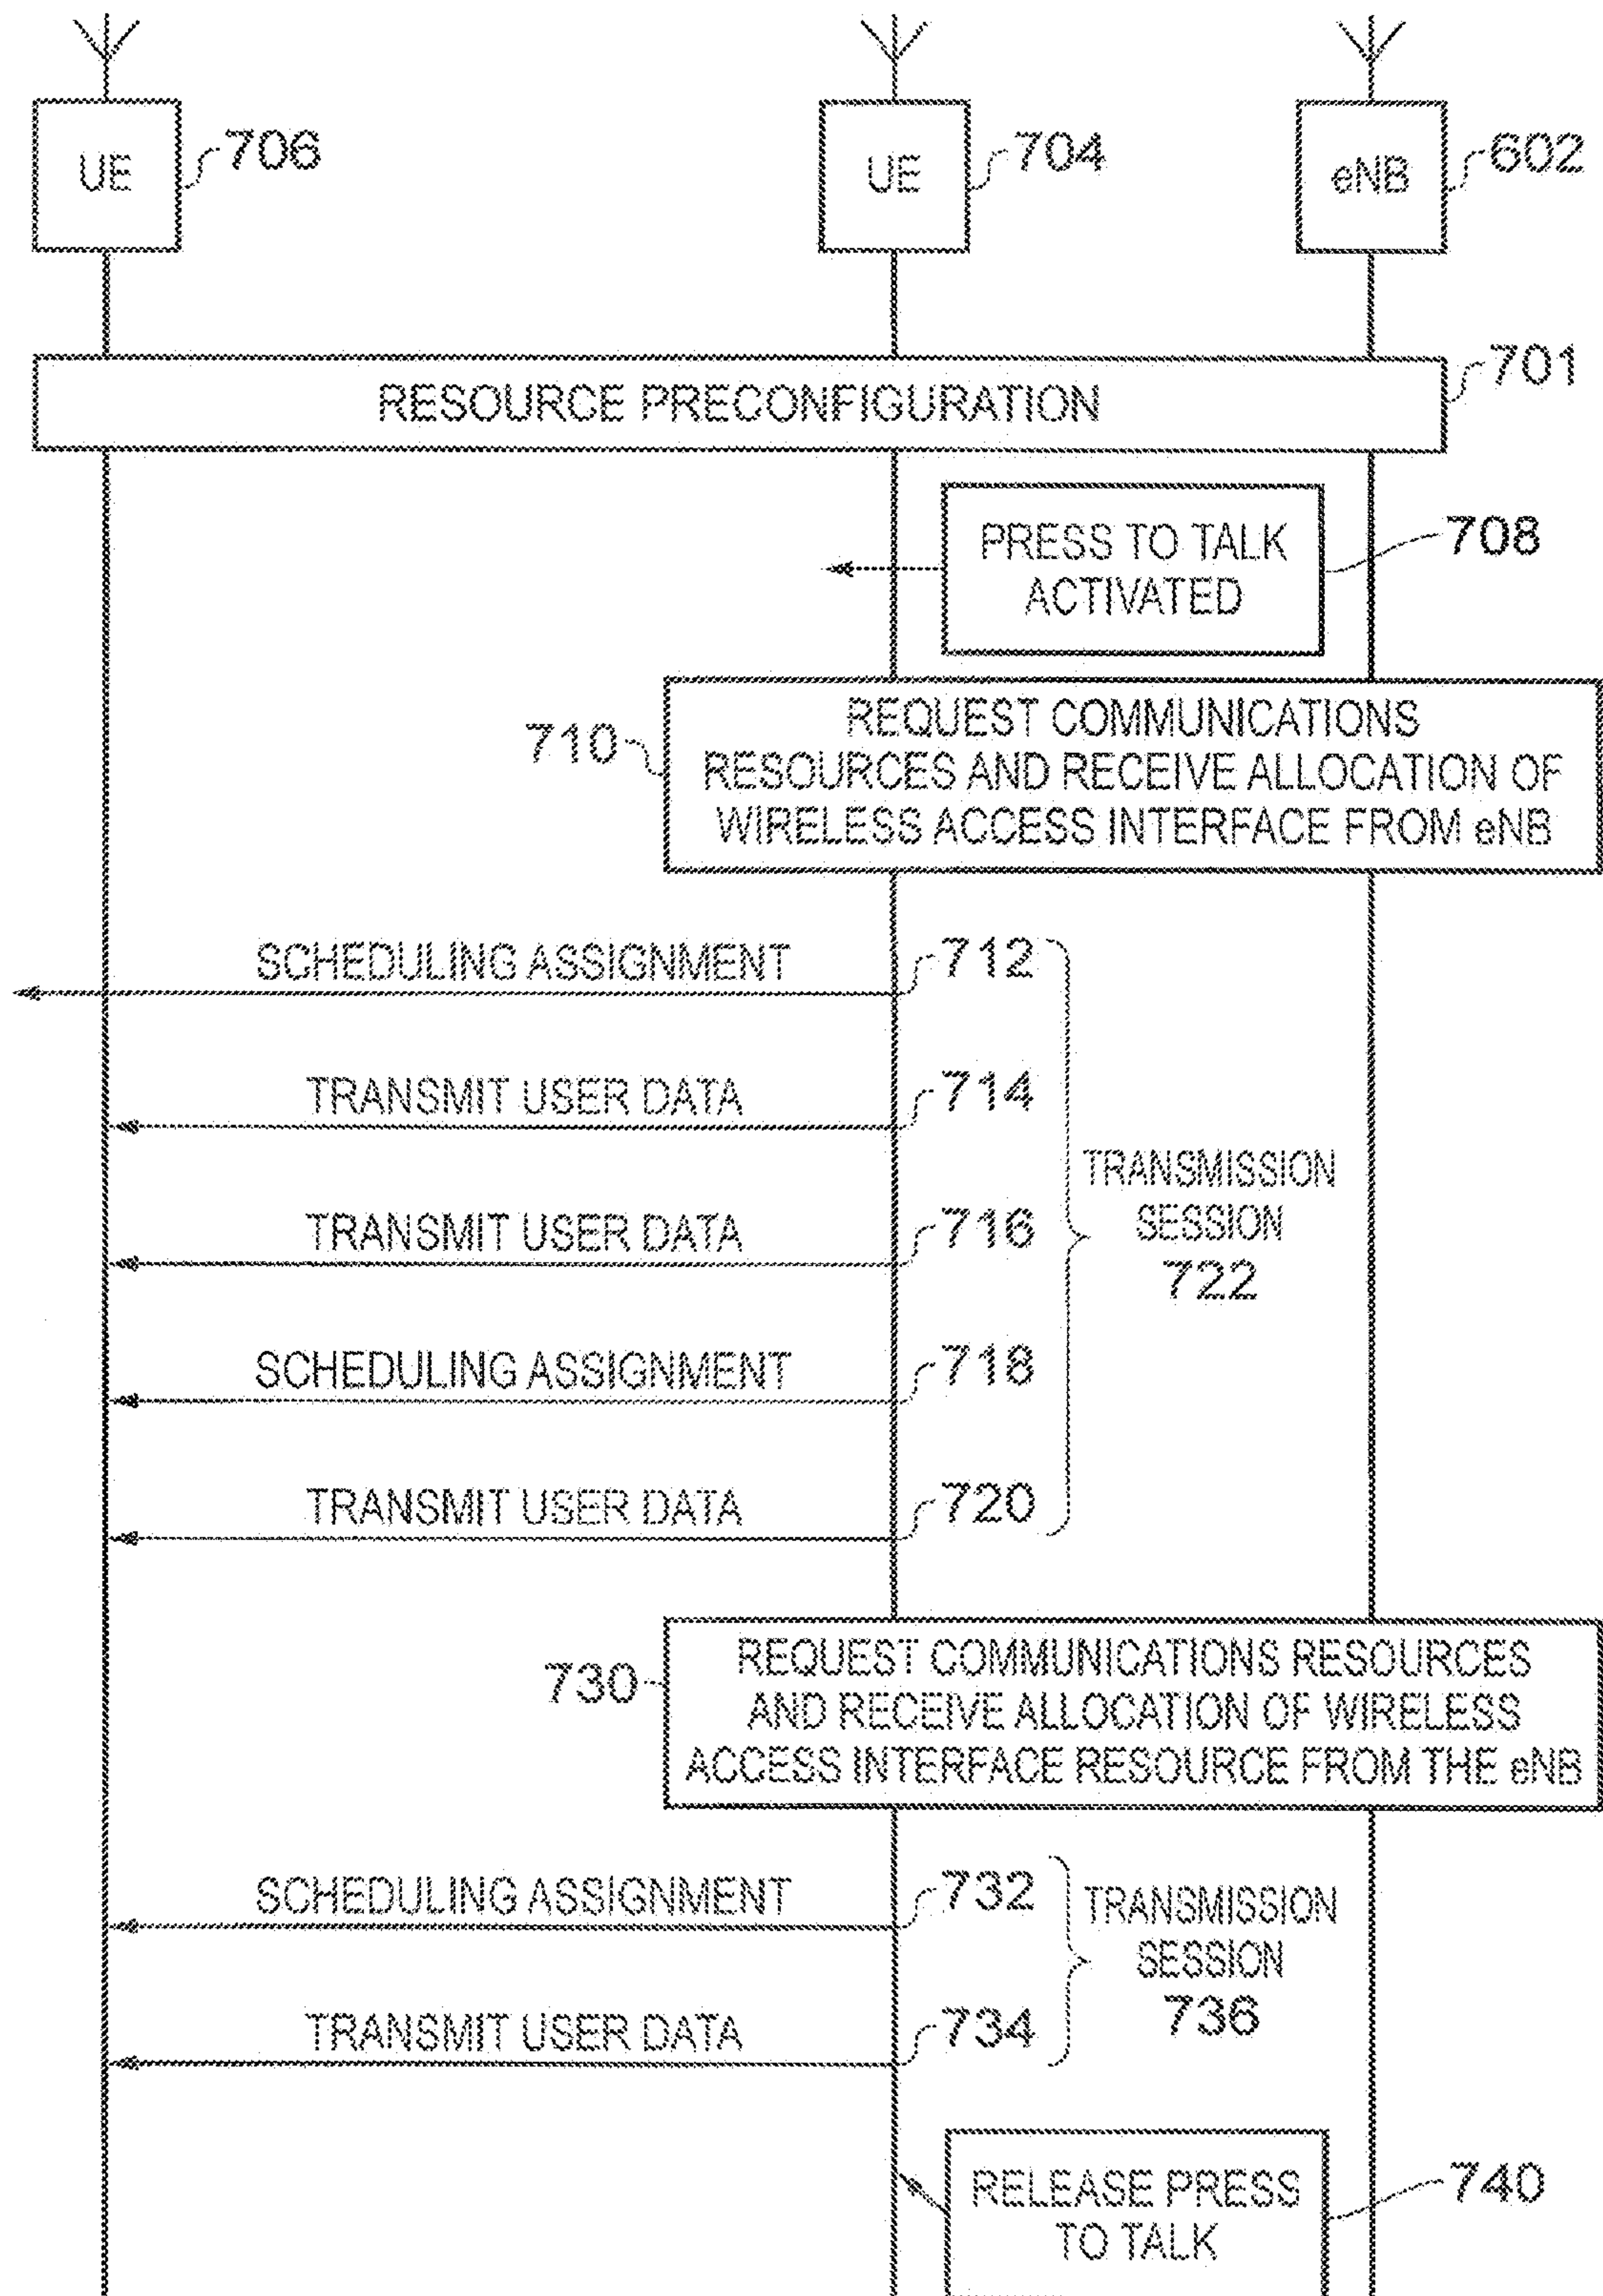 UE
706
UE
704
eNB
602
RESOURCE PRECONFIGURATION
701
PRESS TO TALK
ACTIVATED
708
710
REQUEST COMMUNICATIONS
RESOURCES AND RECEIVE ALLOCATION OF
WIRELESS ACCESS INTERFACE FROM eNB
SCHEDULING ASSIGNMENT
712
TRANSMIT USER DATA
714
TRANSMIT USER DATA
716
TRANSMISSION
SESSION
722
SCHEDULING ASSIGNMENT
718
TRANSMIT USER DATA
720
730
REQUEST COMMUNICATIONS RESOURCES
AND RECEIVE ALLOCATION OF WIRELESS
ACCESS INTERFACE RESOURCE FROM THE eNB
SCHEDULING ASSIGNMENT
732
TRANSMISSION
SESSION
736
TRANSMIT USER DATA
734
RELEASE PRESS
TO TALK
740